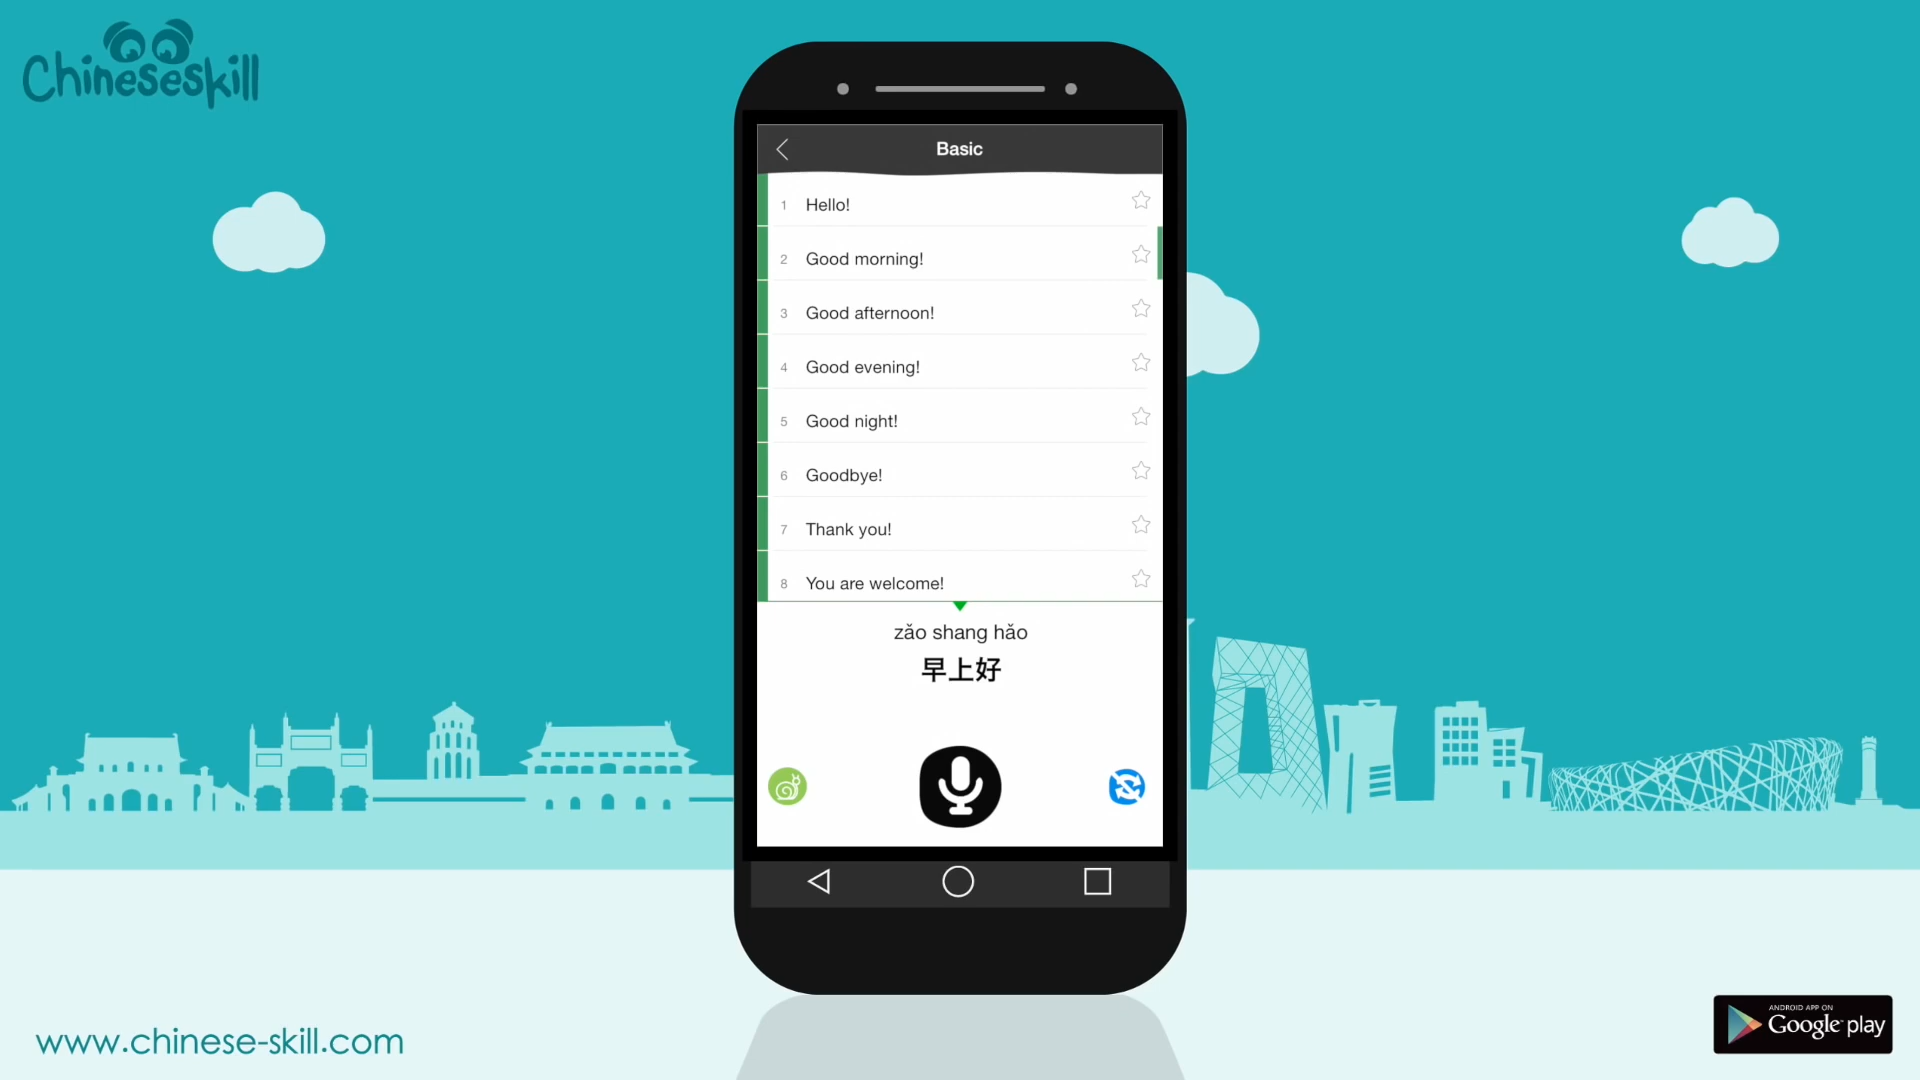 Chineseskill
Basic
1 Hello!
2 Good morning!
3 Good afternoon!
4 Good evening!
5 Good night!
6 Goodbye!
7 Thank you!
8 You are welcome!
zǎo shang hǎo
早上好
www.chinese-skill.com
ANDROID APP ON
Google play